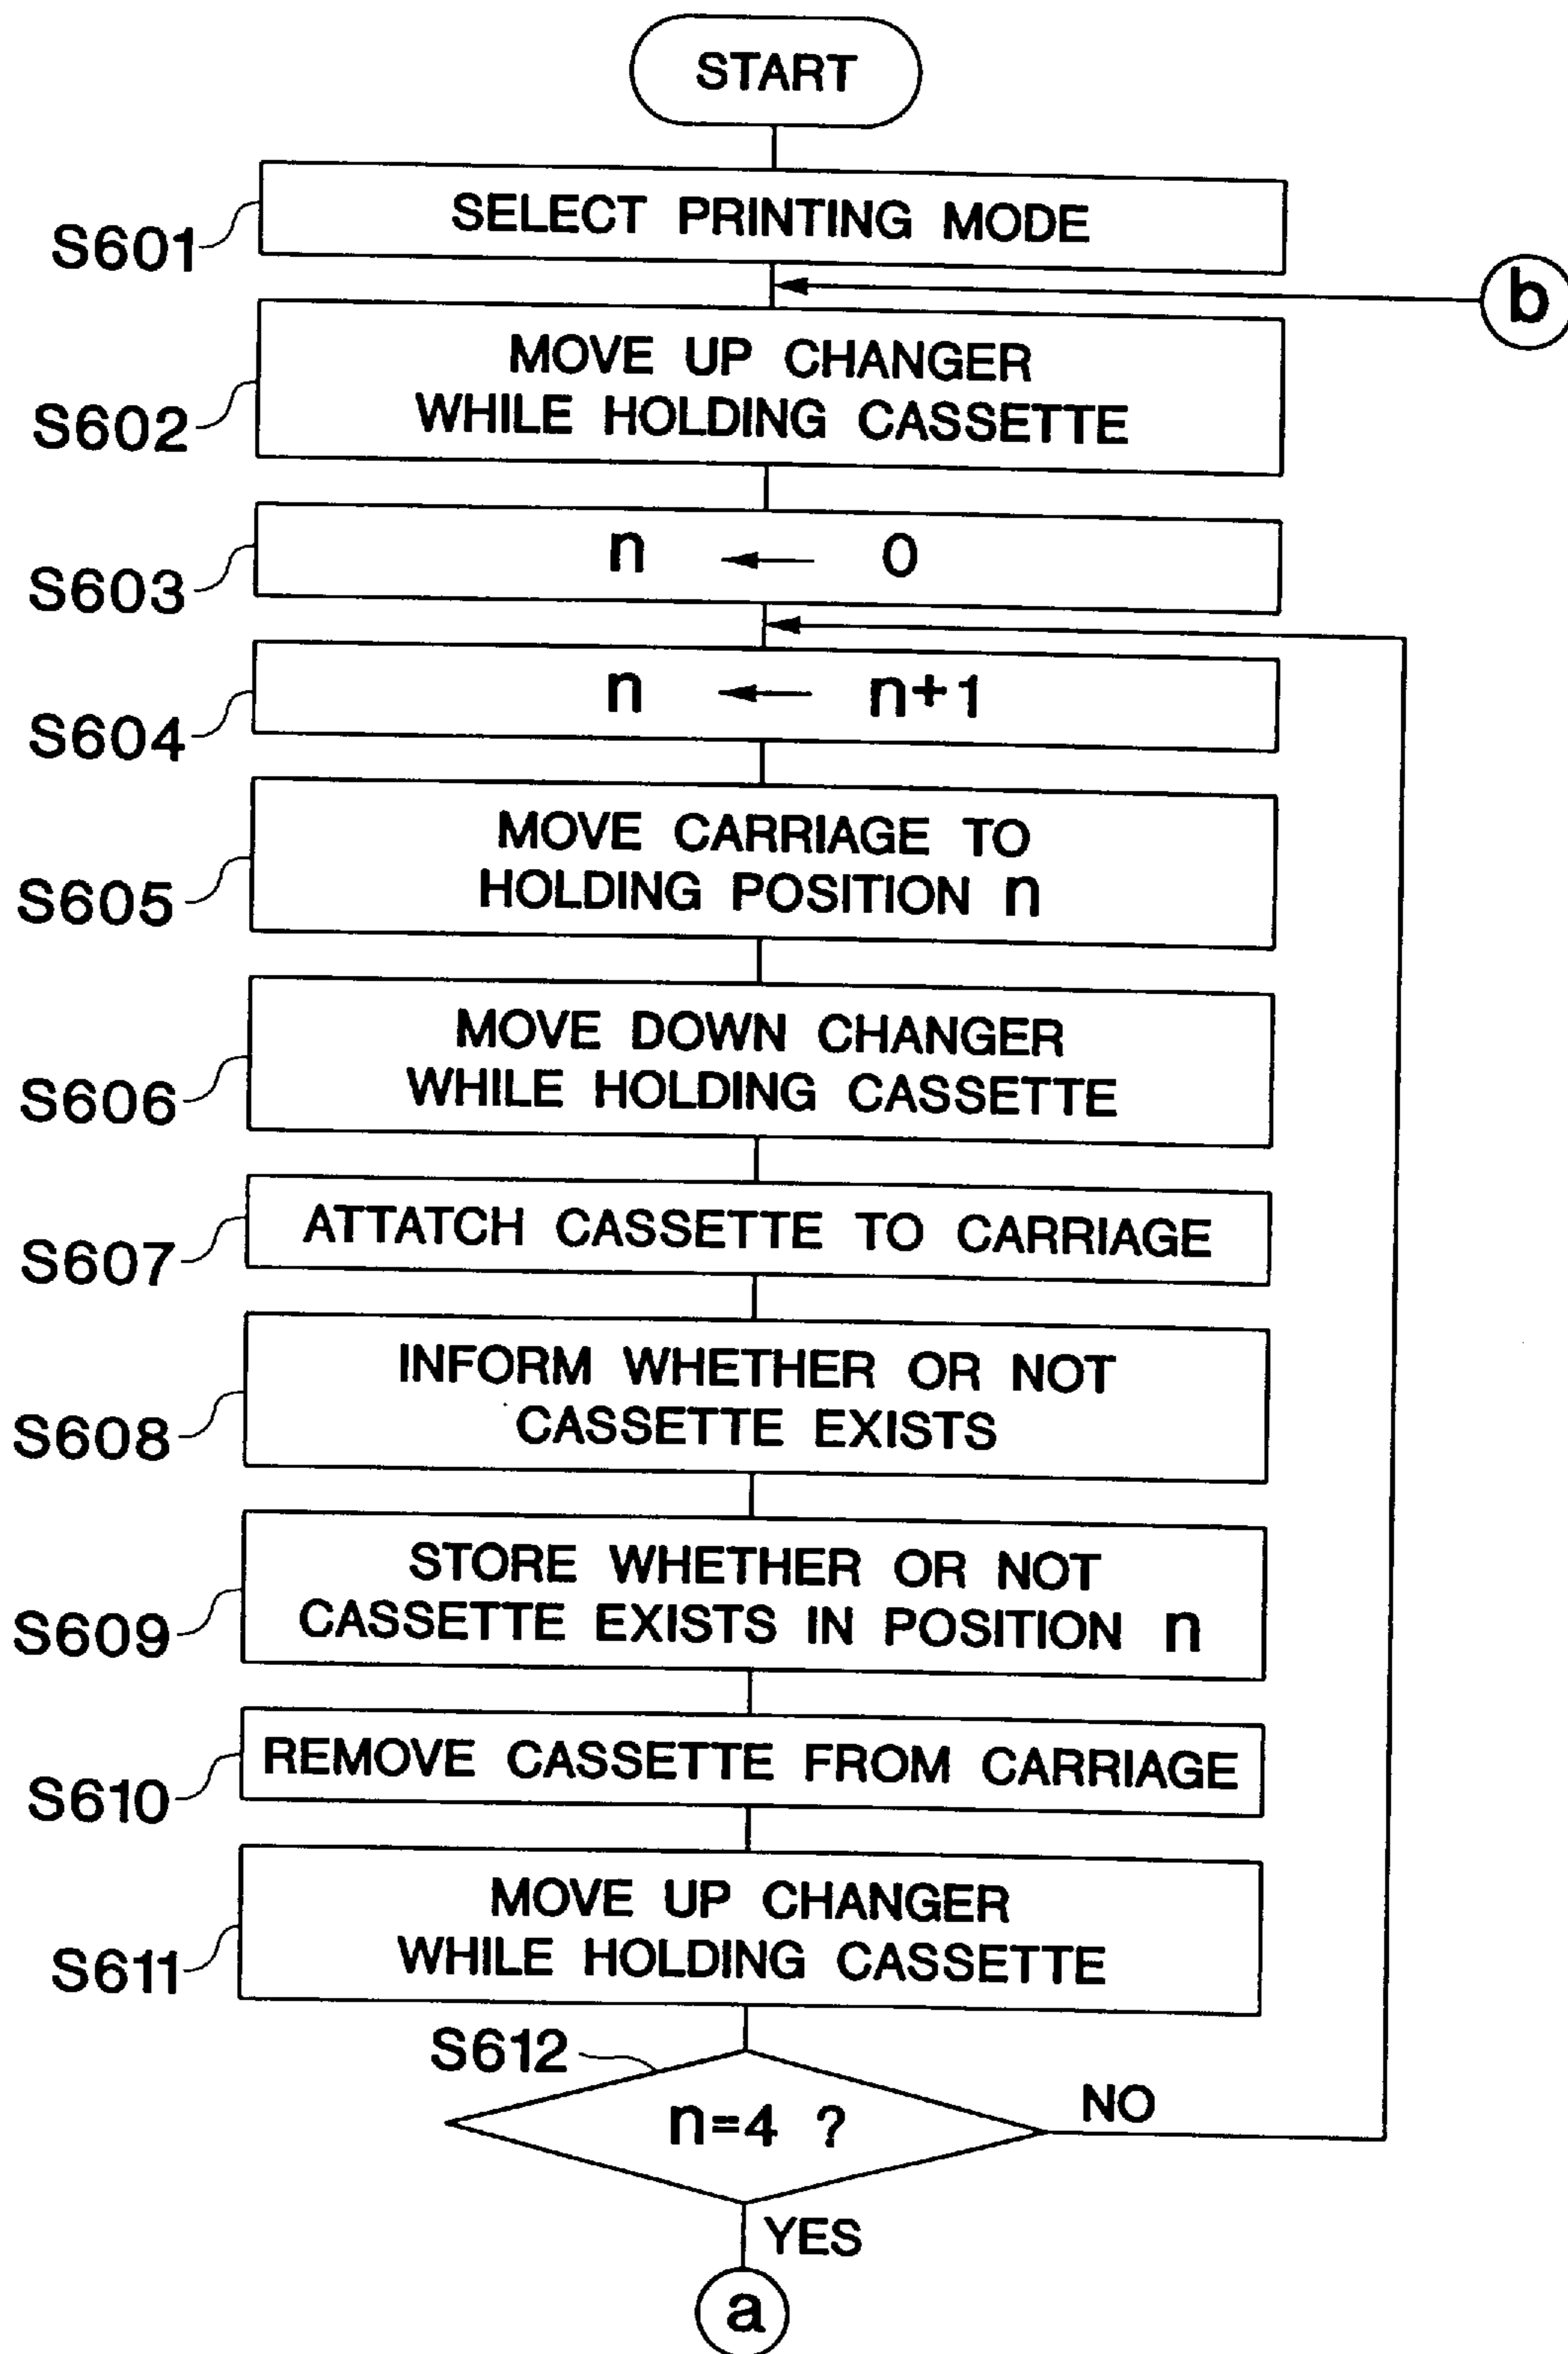 START
S601
SELECT PRINTING MODE
b
S602
MOVE UP CHANGER
WHILE HOLDING CASSETTE
S603
n ← 0
S604
n ← n+1
S605
MOVE CARRIAGE TO
HOLDING POSITION n
S606
MOVE DOWN CHANGER
WHILE HOLDING CASSETTE
S607
ATTATCH CASSETTE TO CARRIAGE
S608
INFORM WHETHER OR NOT
CASSETTE EXISTS
S609
STORE WHETHER OR NOT
CASSETTE EXISTS IN POSITION n
S610
REMOVE CASSETTE FROM CARRIAGE
S611
MOVE UP CHANGER
WHILE HOLDING CASSETTE
S612
n=4 ?
NO
YES
a